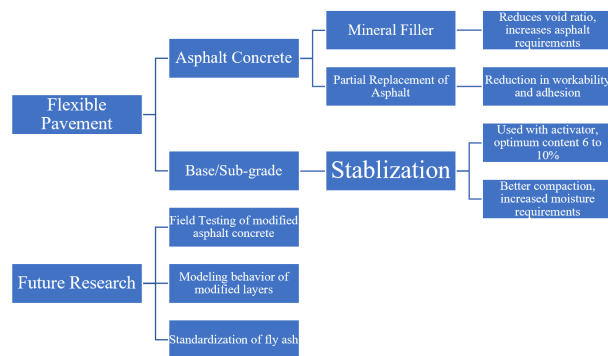 Flexible
Pavement
Asphalt Concrete
Mineral Filler
Reduces void ratio,
increases asphalt
requirements
Partial Replacement of
Asphalt
Reduction in workability
and adhesion
Base/Sub-grade
Stablization
Used with activator,
optimum content 6 to
10%
Better compaction,
increased moisture
requirements
Future Research
Field Testing of modified
asphalt concrete
Modeling behavior of
modified layers
Standardization of fly ash